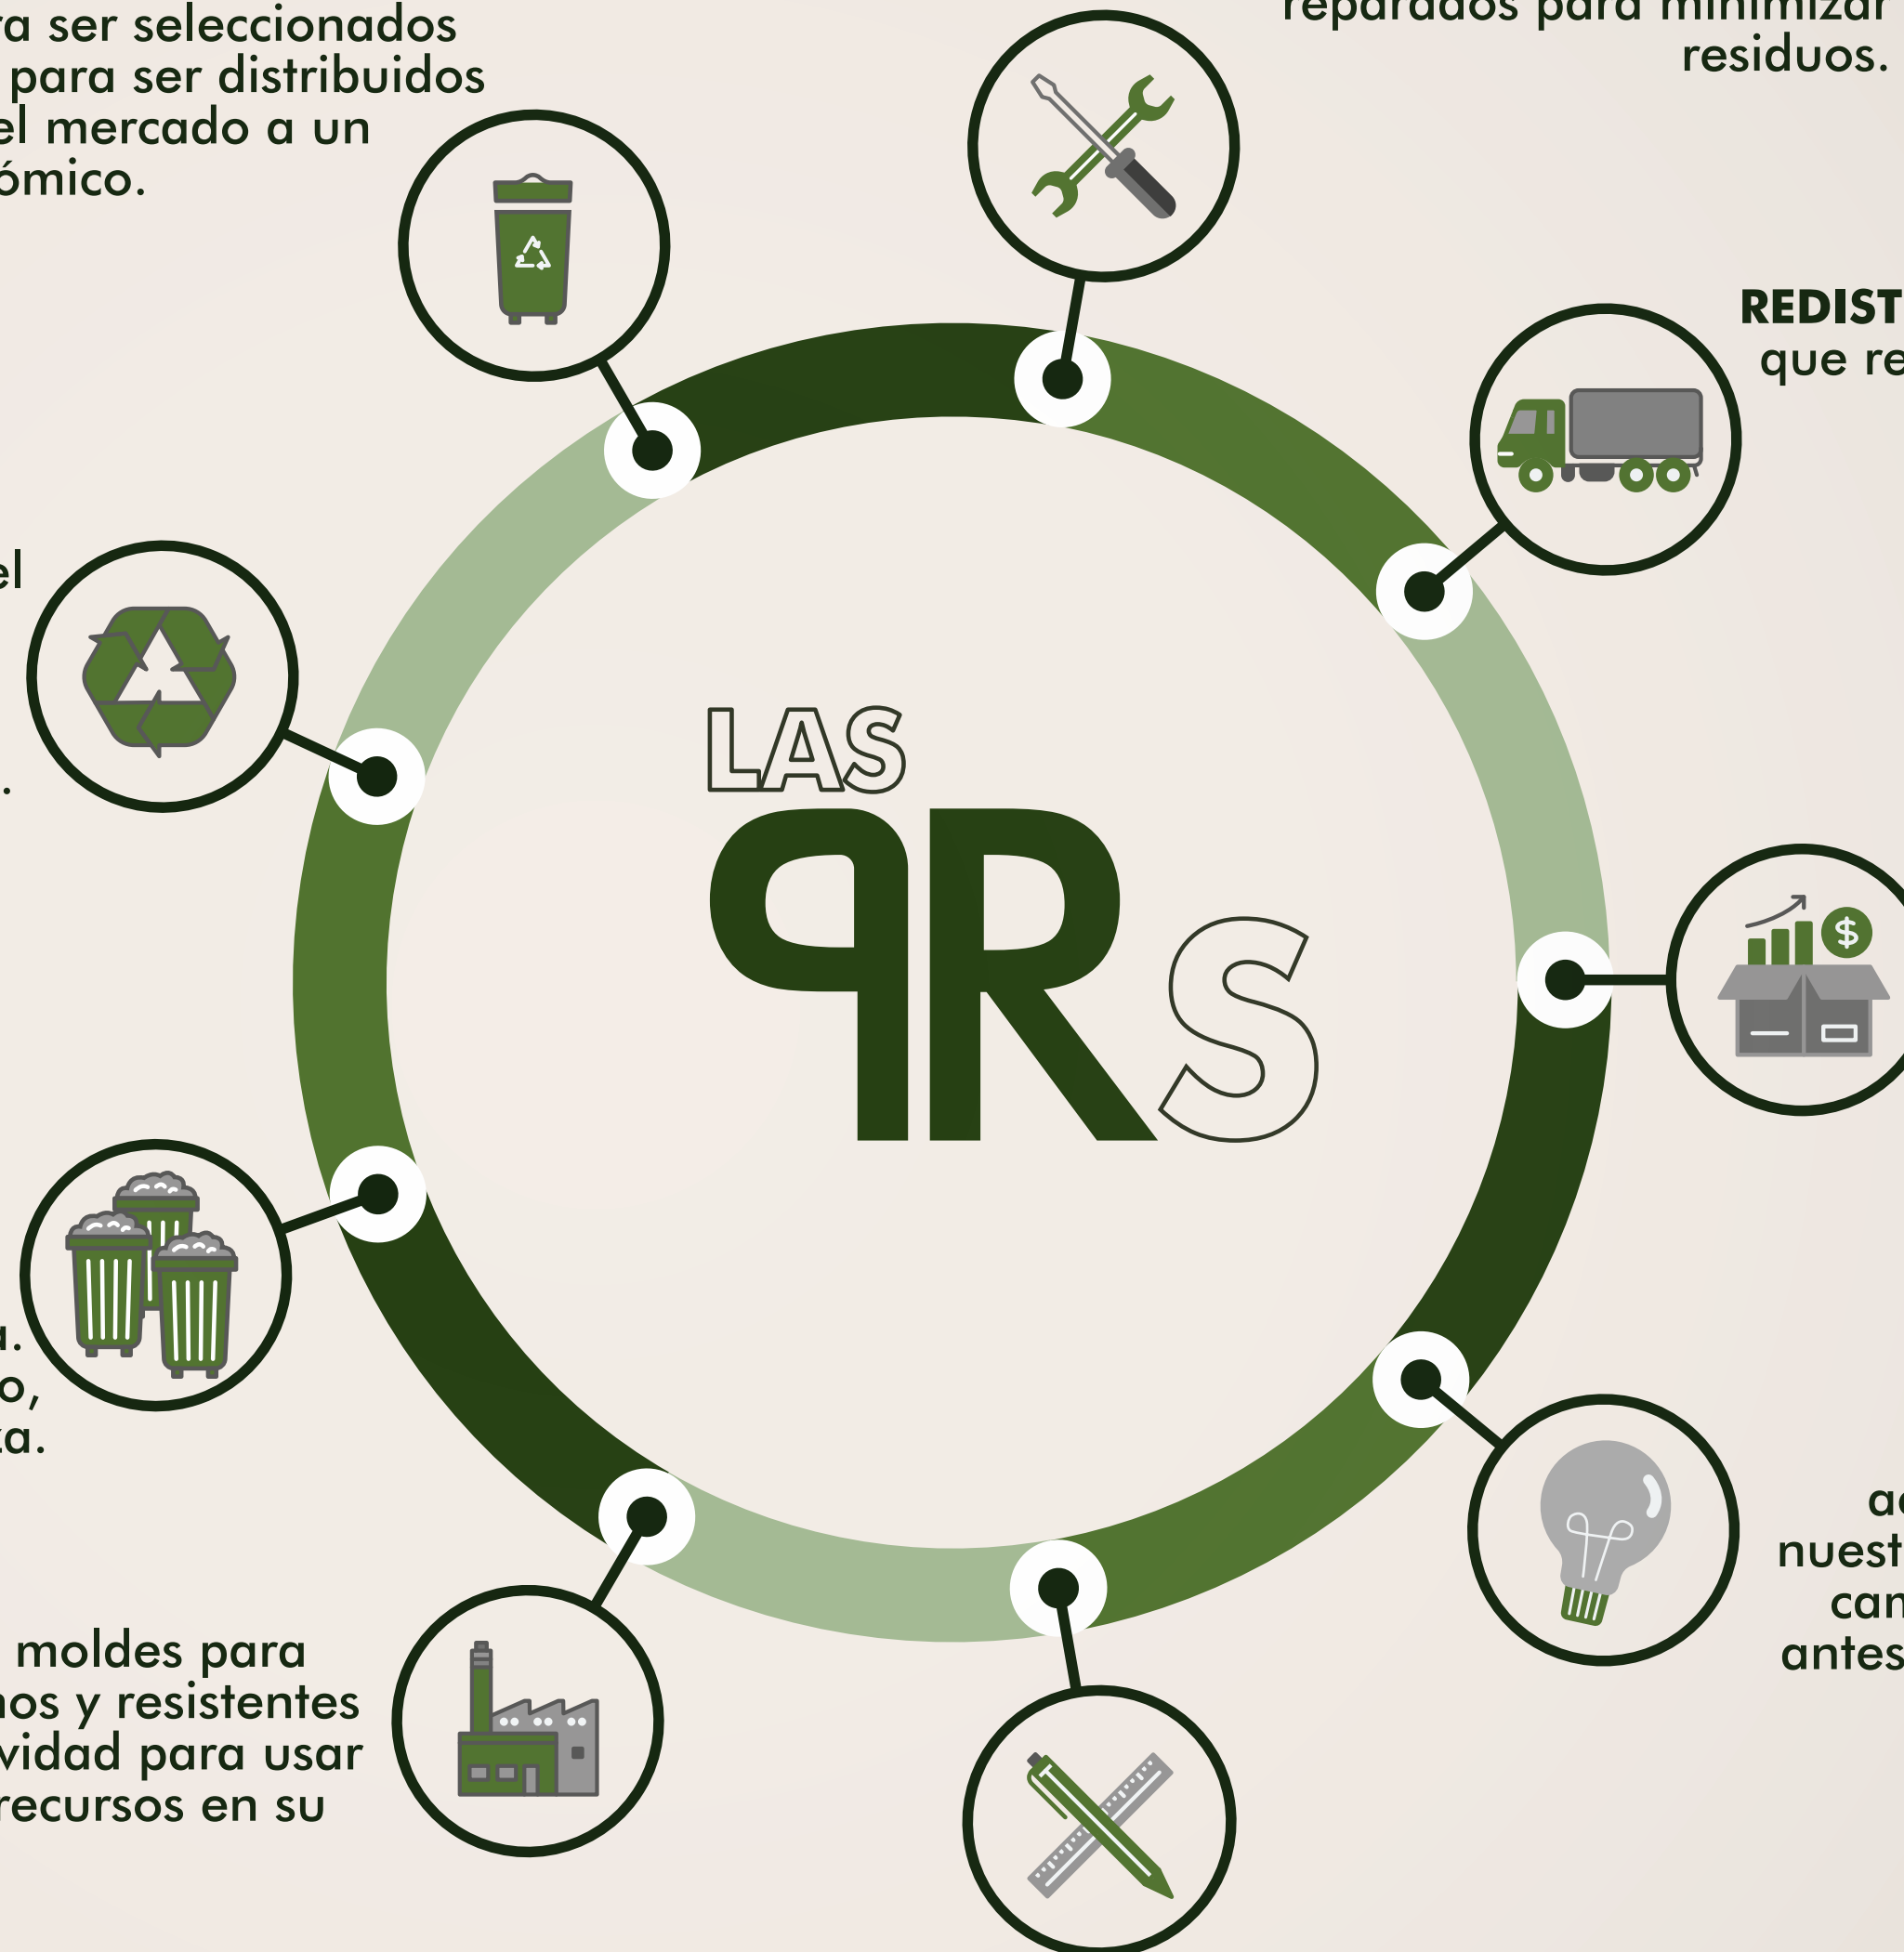 ra ser seleccionados
para ser distribuidos
el mercado a un
ómico.
reparados para minimizar
residuos.
REDIST
que re
el
.
LAS
9RS
a.
o,
za.
moldes para
nos y resistentes
vidad para usar
recursos en su
nuest
can
antes